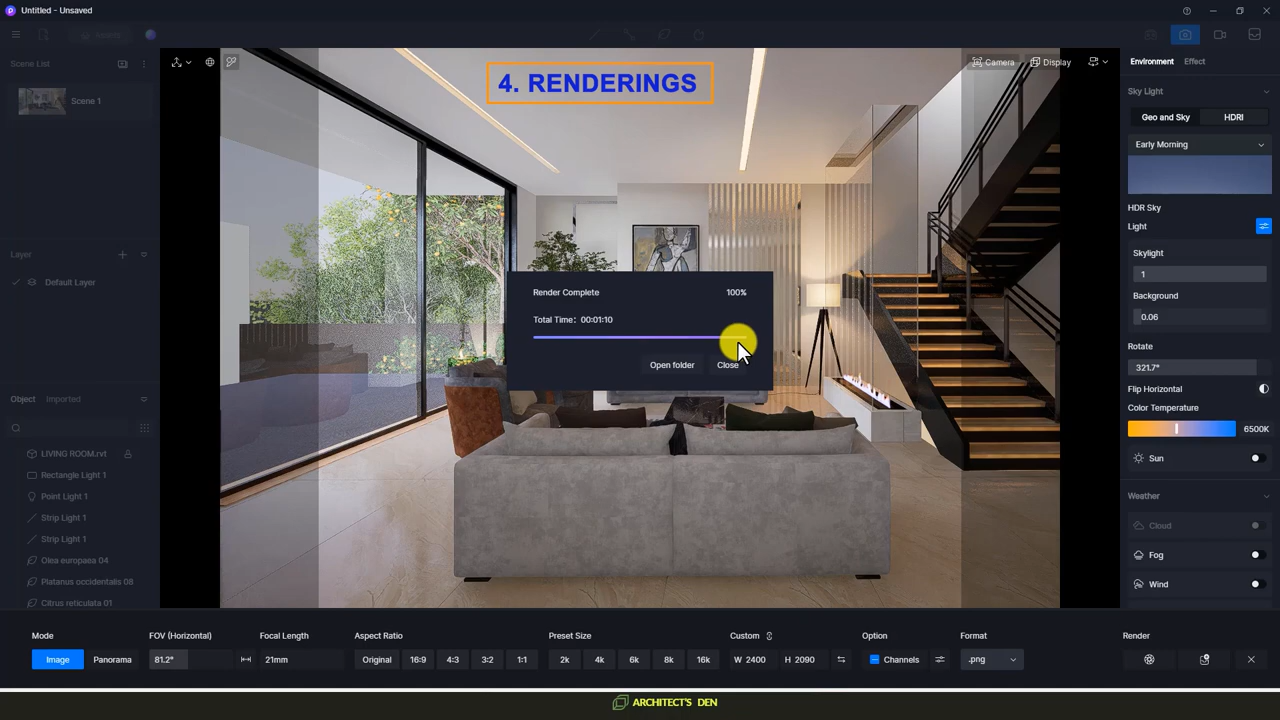 Untitled - Unsaved
Assets
Scene List
Scene 1
4. RENDERINGS
Camera
Display
Environment
Effect
Sky Light
Geo and Sky
HDRI
Early Morning
HDR Sky
Light
Skylight
1
Background
0.06
Rotate
321.7°
Flip Horizontal
Color Temperature
6500K
Sun
Weather
Cloud
Fog
Wind
Layer
Default Layer
Object
Imported
LIVING ROOM.rvt
Rectangle Light 1
Point Light 1
Strip Light 1
Strip Light 1
Olea europaea 04
Platanus occidentalis 08
Citrus reticulata 01
Render Complete
100%
Total Time: 00:01:10
Open folder
Close
Mode
Image
Panorama
FOV (Horizontal)
81.2°
Focal Length
21mm
Aspect Ratio
Original
16:9
4:3
3:2
1:1
Preset Size
2k
4k
6k
8k
16k
Custom
W 2400
H 2090
Option
Channels
Format
.png
Render
ARCHITECT'S DEN